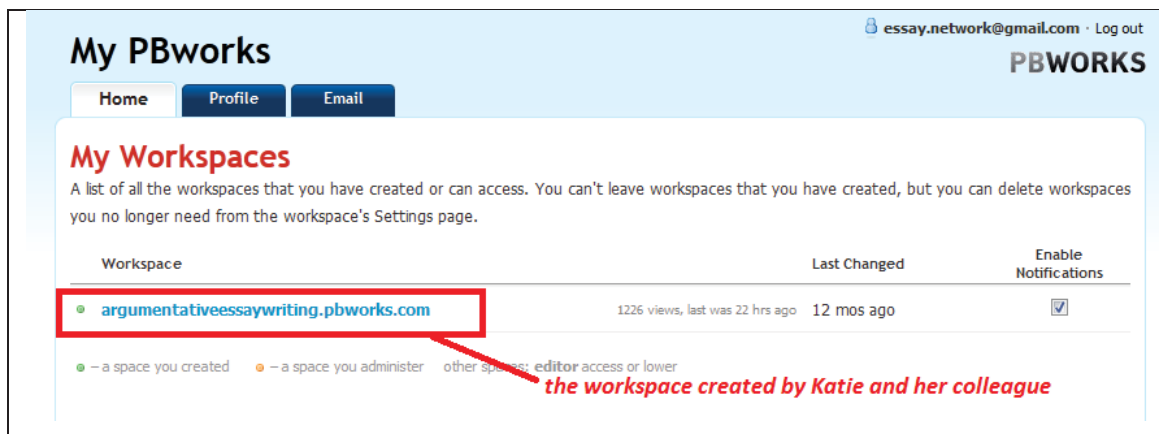 essay.network@gmail.com · Log out
My PBworks
PBWORKS
Home Profile Email
My Workspaces
A list of all the workspaces that you have created or can access. You can't leave workspaces that you have created, but you can delete workspaces
you no longer need from the workspace's Settings page.
Workspace Last Changed Enable
Notifications
argumentativeessaywriting.pbworks.com 1226 views, last was 22 hrs ago 12 mos ago
– a space you created – a space you administer other spaces: editor access or lower
the workspace created by Katie and her colleague